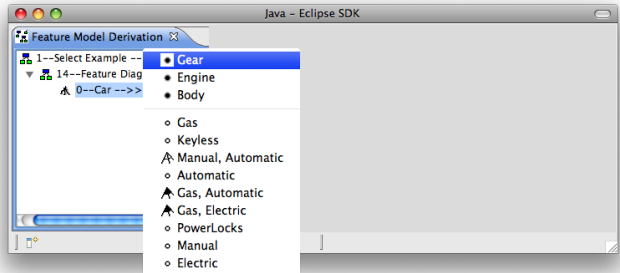 Java – Eclipse SDK
Feature Model Derivation
1--Select Example --
14--Feature Diag
0--Car -->>
Gear
Engine
Body
Gas
Keyless
Manual, Automatic
Automatic
Gas, Automatic
Gas, Electric
PowerLocks
Manual
Electric